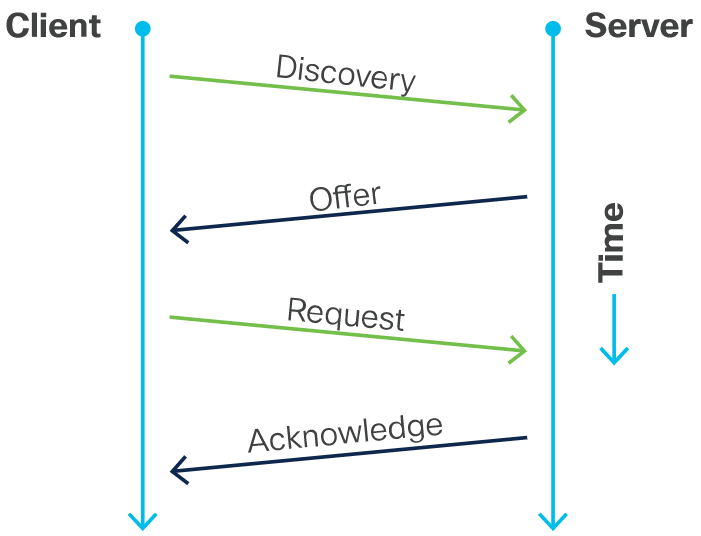 Client
Server
Discovery
Offer
Time
Request
Acknowledge